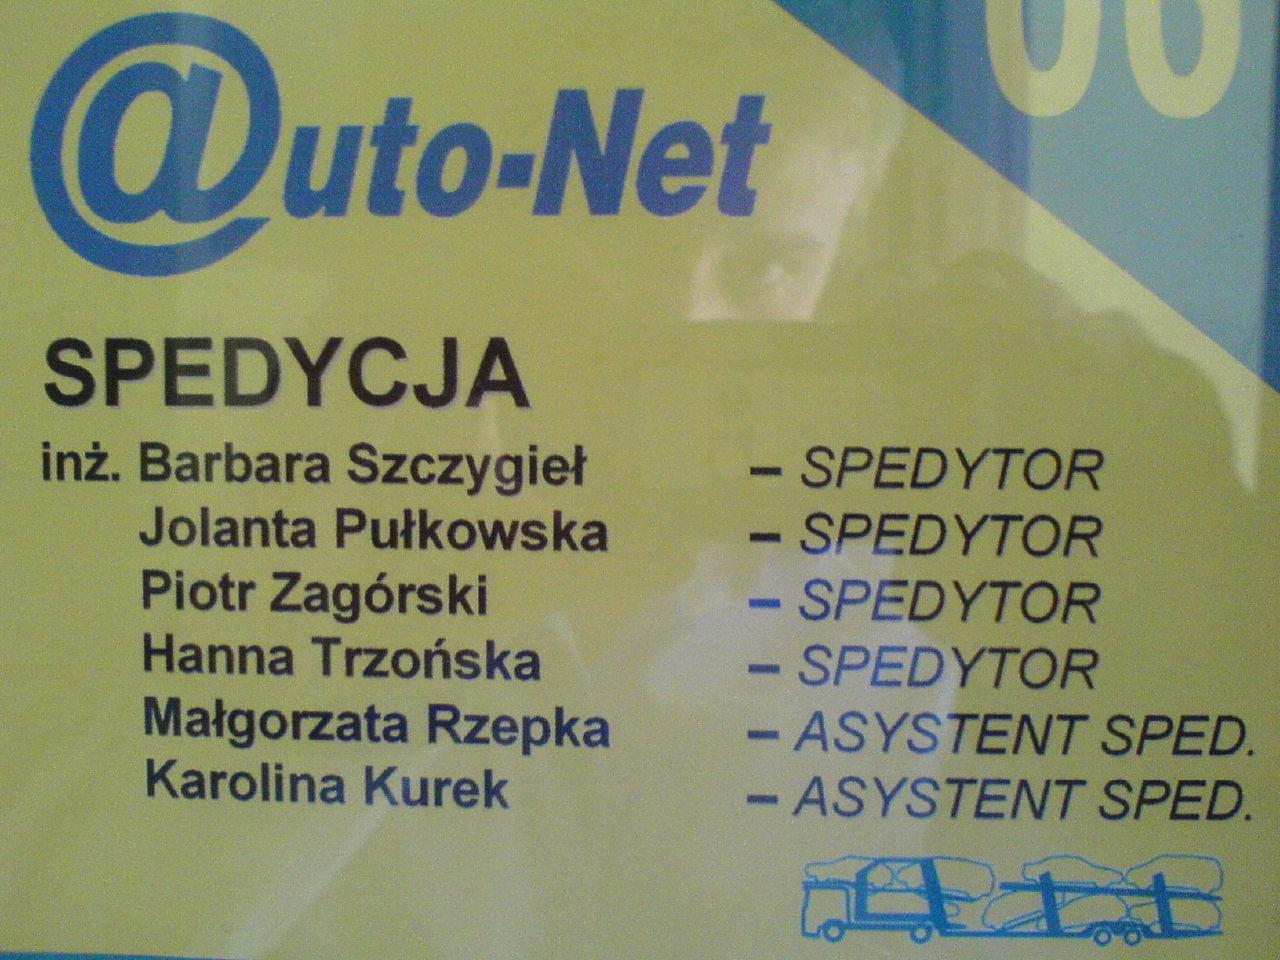 06
@uto-Net
SPEDYCJA
inż. Barbara Szczygieł – SPEDYTOR
Jolanta Pułkowska – SPEDYTOR
Piotr Zagórski – SPEDYTOR
Hanna Trzońska – SPEDYTOR
Małgorzata Rzepka – ASYSTENT SPED.
Karolina Kurek – ASYSTENT SPED.